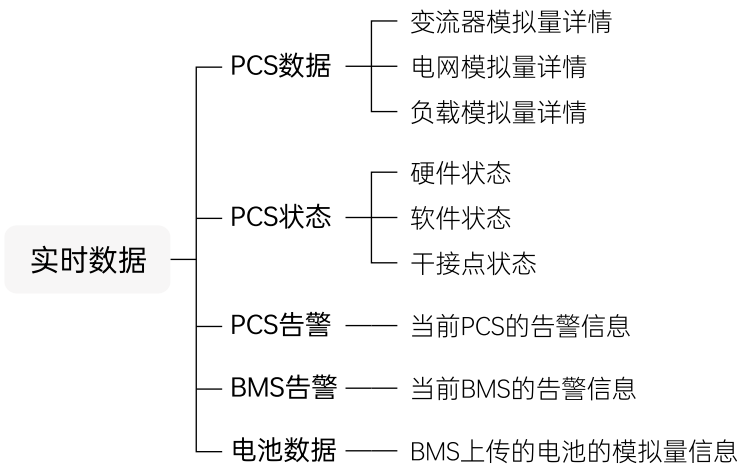 实时数据
PCS数据
变流器模拟量详情
电网模拟量详情
负载模拟量详情
PCS状态
硬件状态
软件状态
干接点状态
PCS告警
当前PCS的告警信息
BMS告警
当前BMS的告警信息
电池数据
BMS上传的电池的模拟量信息